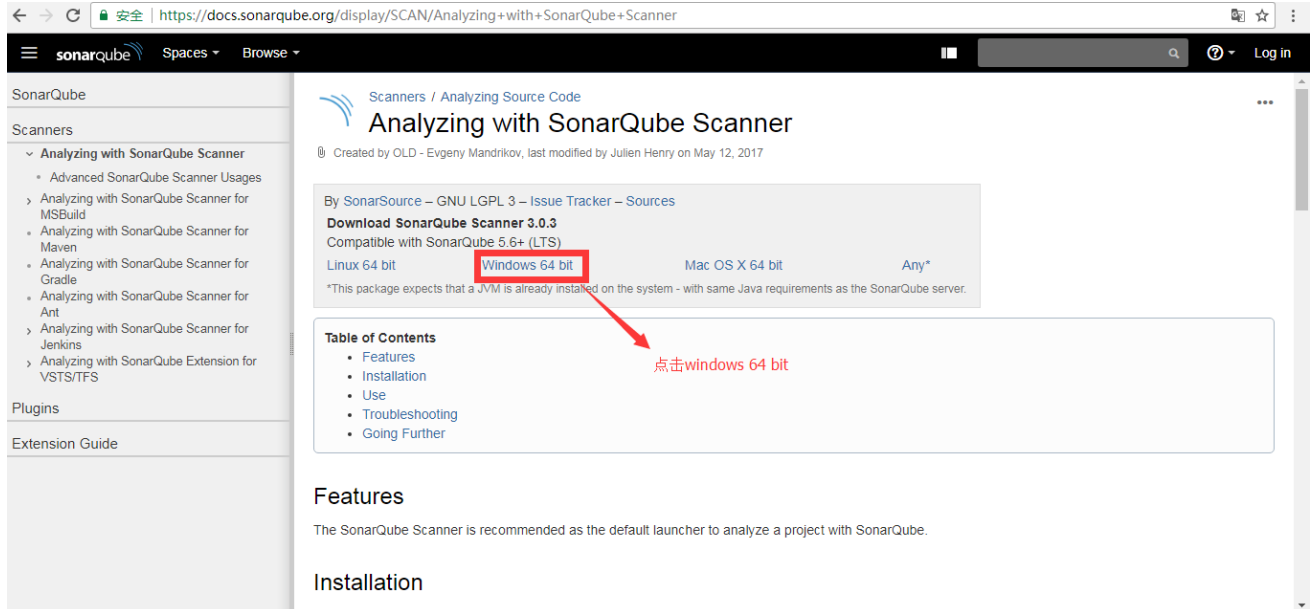 安全 | https://docs.sonarqube.org/display/SCAN/Analyzing+with+SonarQube+Scanner
sonarqube Spaces Browse Log in
SonarQube
Scanners
Analyzing with SonarQube Scanner
Advanced SonarQube Scanner Usages
Analyzing with SonarQube Scanner for
MSBuild
Analyzing with SonarQube Scanner for
Maven
Analyzing with SonarQube Scanner for
Gradle
Analyzing with SonarQube Scanner for
Ant
Analyzing with SonarQube Scanner for
Jenkins
Analyzing with SonarQube Extension for
VSTS/TFS
Plugins
Extension Guide
Scanners / Analyzing Source Code
Analyzing with SonarQube Scanner
Created by OLD - Evgeny Mandrikov, last modified by Julien Henry on May 12, 2017
By SonarSource – GNU LGPL 3 – Issue Tracker – Sources
Download SonarQube Scanner 3.0.3
Compatible with SonarQube 5.6+ (LTS)
Linux 64 bit Windows 64 bit Mac OS X 64 bit Any*
*This package expects that a JVM is already installed on the system - with same Java requirements as the SonarQube server.
Table of Contents
• Features
• Installation
• Use
• Troubleshooting
• Going Further
点击windows 64 bit
Features
The SonarQube Scanner is recommended as the default launcher to analyze a project with SonarQube.
Installation